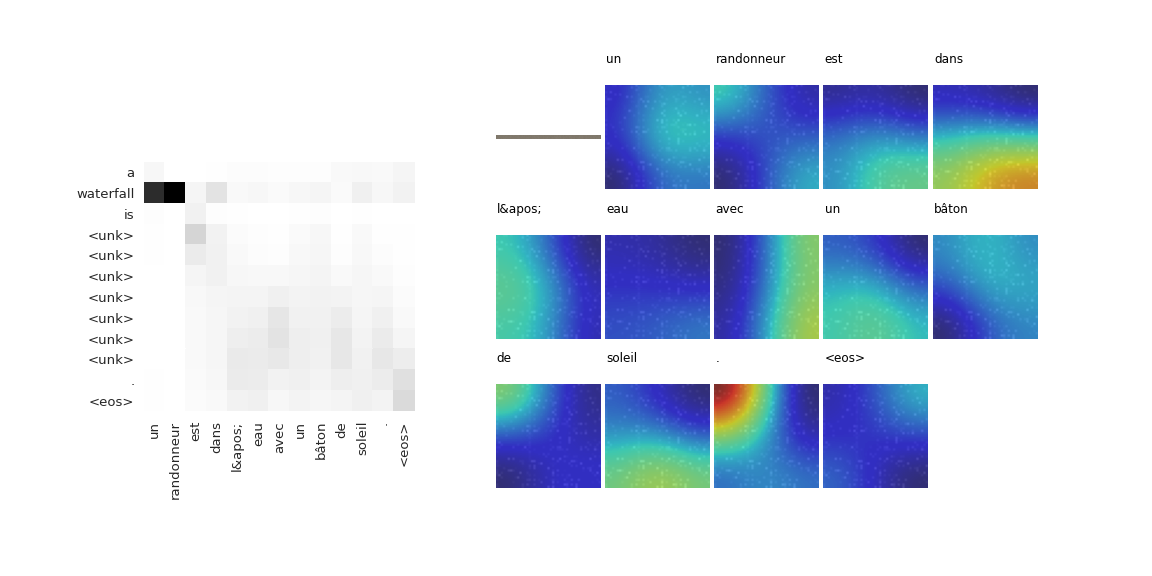 a
waterfall
is
<unk>
<unk>
<unk>
<unk>
<unk>
<unk>
<unk>
.
<eos>
un randonneur est dans l&apos; eau avec un bâton de soleil . <eos>
un randonneur est dans
l&apos; eau avec un bâton
de soleil . <eos>